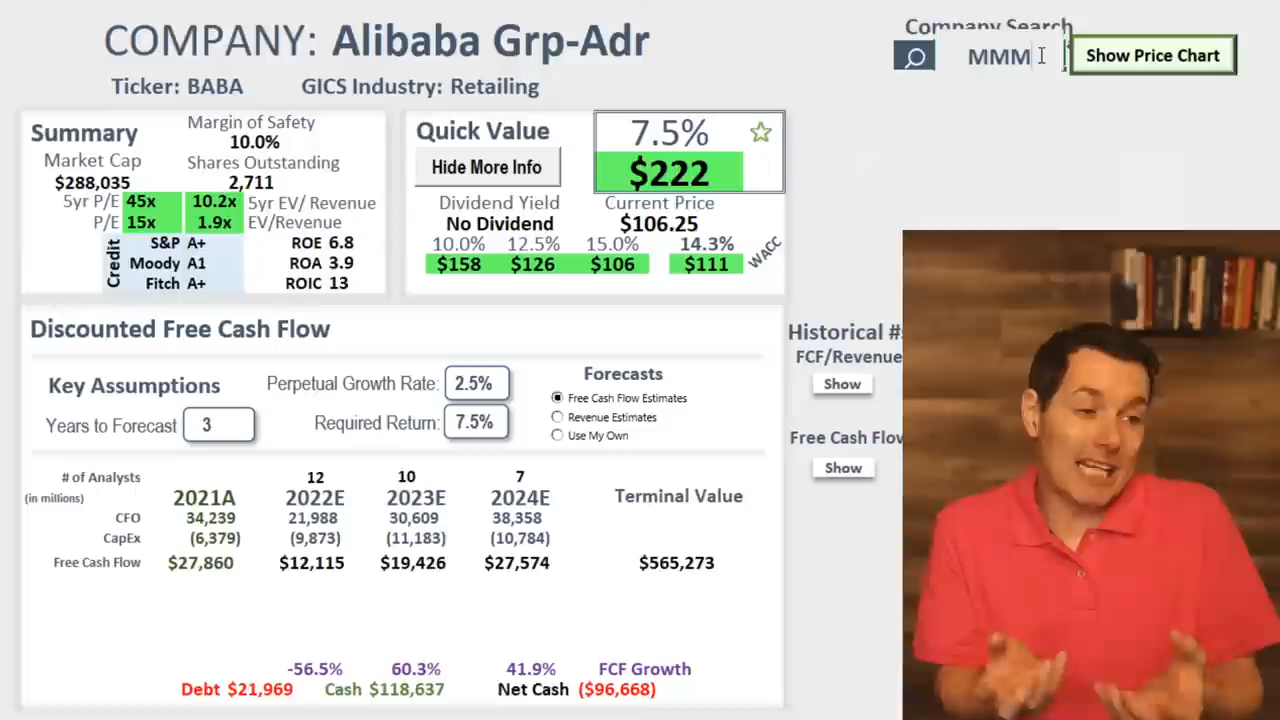 COMPANY: Alibaba Grp-Adr
Company Search
MMM
Show Price Chart
Ticker: BABA GICS Industry: Retailing
Summary
Margin of Safety
10.0%
Market Cap Shares Outstanding
$288,035 2,711
5yr P/E 45x 10.2x 5yr EV/ Revenue
P/E 15x 1.9x EV/Revenue
Credit
S&P A+ ROE 6.8
Moody A1 ROA 3.9
Fitch A+ ROIC 13
Quick Value
7.5%
Hide More Info
$222
Dividend Yield Current Price
No Dividend $106.25
10.0% 12.5% 15.0% 14.3%
$158 $126 $106 $111
WACC
Discounted Free Cash Flow
Key Assumptions
Perpetual Growth Rate: 2.5%
Years to Forecast 3
Required Return: 7.5%
Forecasts
Free Cash Flow Estimates
Revenue Estimates
Use My Own
Historical #
FCF/Revenue
Show
Free Cash Flow
Show
# of Analysts 12 10 7
(in millions) 2021A 2022E 2023E 2024E Terminal Value
CFO 34,239 21,988 30,609 38,358
CapEx (6,379) (9,873) (11,183) (10,784)
Free Cash Flow $27,860 $12,115 $19,426 $27,574 $565,273
-56.5% 60.3% 41.9% FCF Growth
Debt $21,969 Cash $118,637 Net Cash ($96,668)